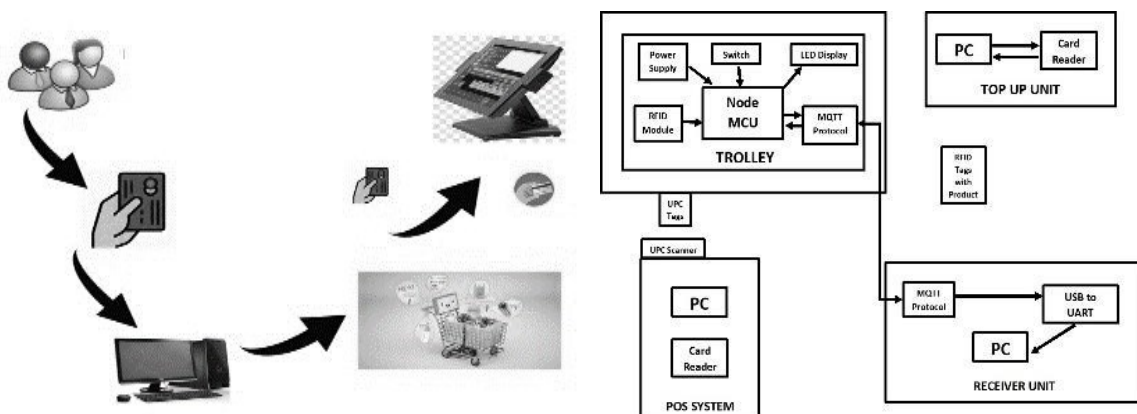 Power
Supply
Switch
LED Display
Node
MCU
RFID
Module
MQTT
Protocol
TROLLEY
PC
Card
Reader
TOP UP UNIT
RFID
Tags
with
Product
UPC
Tags
UPC Scanner
PC
Card
Reader
POS SYSTEM
MQTT
Protocol
USB to
UART
PC
RECEIVER UNIT